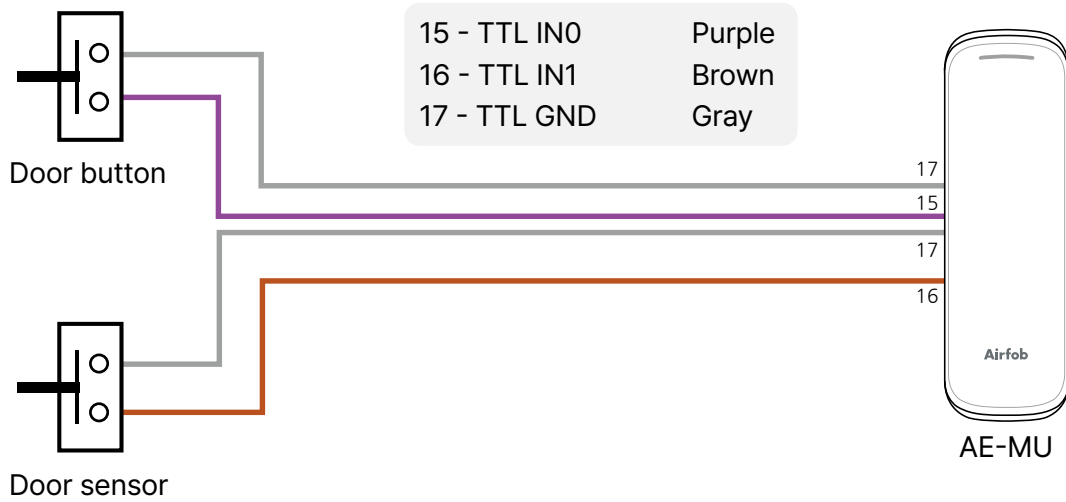 15 - TTL IN0 Purple
16 - TTL IN1 Brown
17 - TTL GND Gray
Door button
17
15
17
16
Airfob
AE-MU
Door sensor